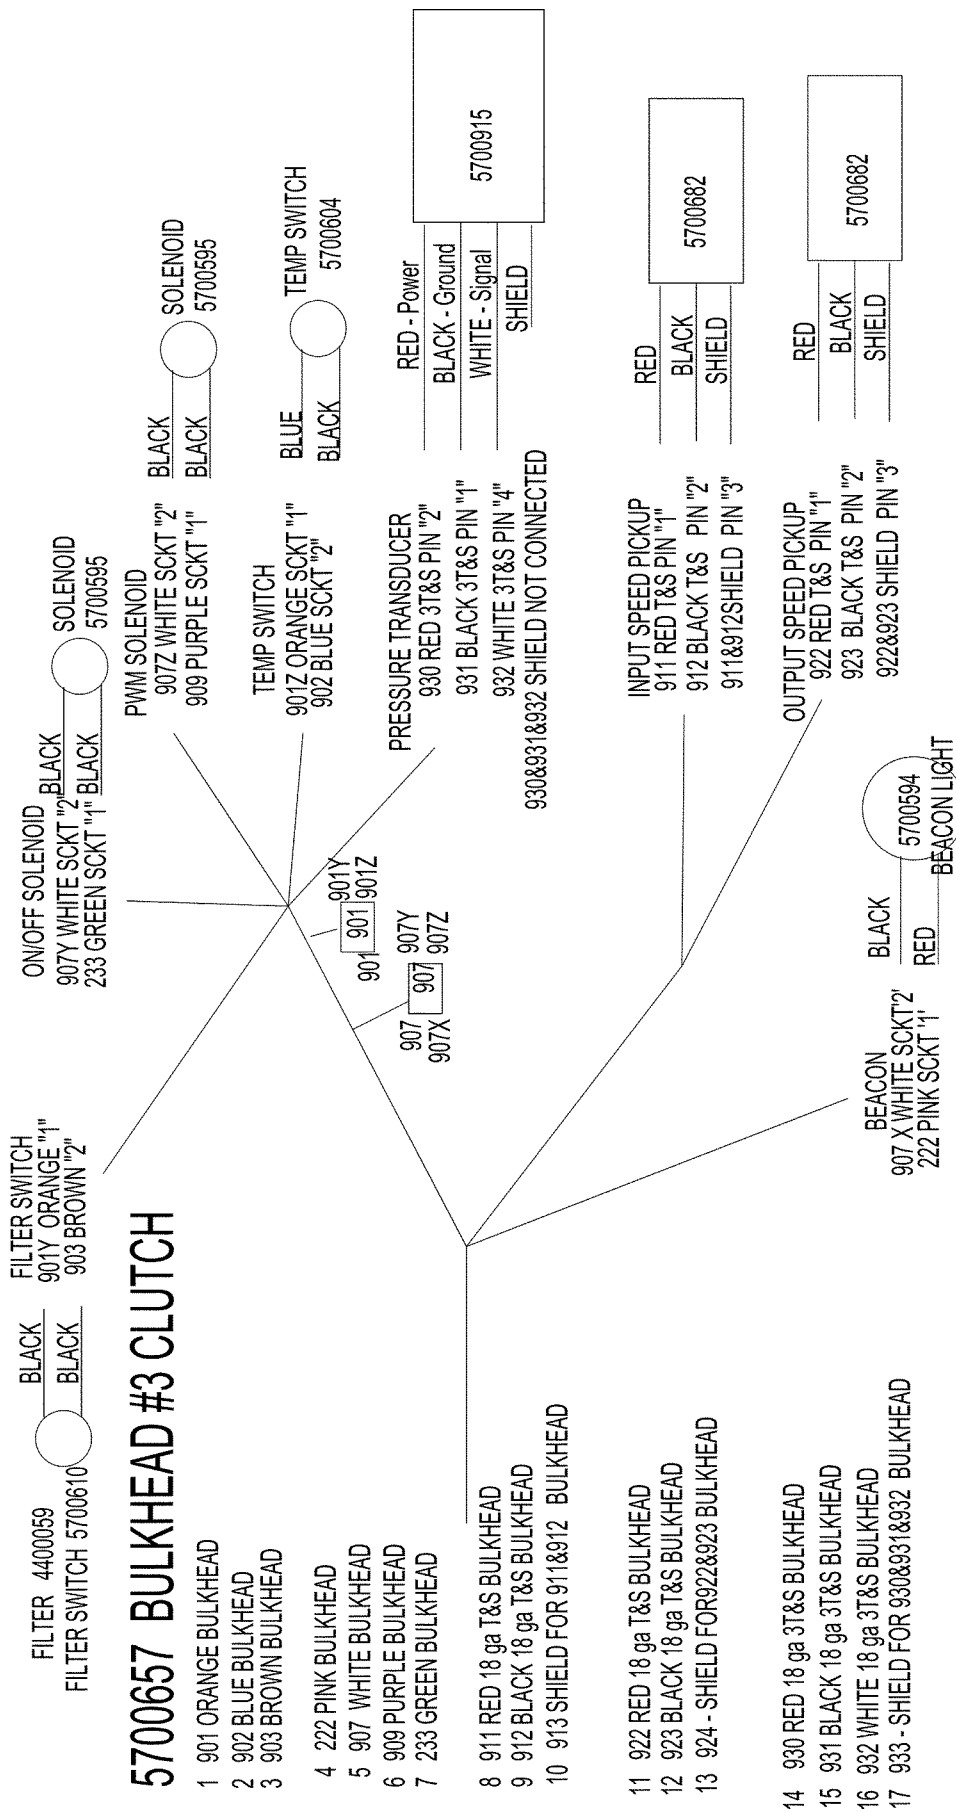 FILTER 4400059
FILTER SWITCH 5700610
BLACK
BLACK
FILTER SWITCH
901Y ORANGE "1"
903 BROWN "2"
ON/OFF SOLENOID
907Y WHITE SCKT "2"
233 GREEN SCKT "1"
BLACK
BLACK
SOLENOID
5700595
PWM SOLENOID
907Z WHITE SCKT "2"
909 PURPLE SCKT "1"
BLACK
BLACK
SOLENOID
5700595
TEMP SWITCH
901Z ORANGE SCKT "1"
902 BLUE SCKT "2"
BLUE
BLACK
TEMP SWITCH
5700604
PRESSURE TRANSDUCER
930 RED 3T&S PIN "2"
931 BLACK 3T&S PIN "1"
932 WHITE 3T&S PIN "4"
930&931&932 SHIELD NOT CONNECTED
RED - Power
BLACK - Ground
WHITE - Signal
SHIELD
5700915
901
901
901Y
901Z
907
907X
907
907Y
907Z
INPUT SPEED PICKUP
911 RED T&S PIN "1"
912 BLACK T&S PIN "2"
911&912SHIELD PIN "3"
RED
BLACK
SHIELD
5700682
OUTPUT SPEED PICKUP
922 RED T&S PIN "1"
923 BLACK T&S PIN "2"
922&923 SHIELD PIN "3"
RED
BLACK
SHIELD
5700682
BEACON
907 X WHITE SCKT'2'
222 PINK SCKT '1'
BLACK
RED
5700594
BEACON LIGHT
5700657 BULKHEAD #3 CLUTCH
1 901 ORANGE BULKHEAD
2 902 BLUE BULKHEAD
3 903 BROWN BULKHEAD
4 222 PINK BULKHEAD
5 907 WHITE BULKHEAD
6 909 PURPLE BULKHEAD
7 233 GREEN BULKHEAD
8 911 RED 18 ga T&S BULKHEAD
9 912 BLACK 18 ga T&S BULKHEAD
10 913 SHIELD FOR 911&912 BULKHEAD
11 922 RED 18 ga T&S BULKHEAD
12 923 BLACK 18 ga T&S BULKHEAD
13 924 - SHIELD FOR922&923 BULKHEAD
14 930 RED 18 ga 3T&S BULKHEAD
15 931 BLACK 18 ga 3T&S BULKHEAD
16 932 WHITE 18 ga 3T&S BULKHEAD
17 933 - SHIELD FOR 930&931&932 BULKHEAD